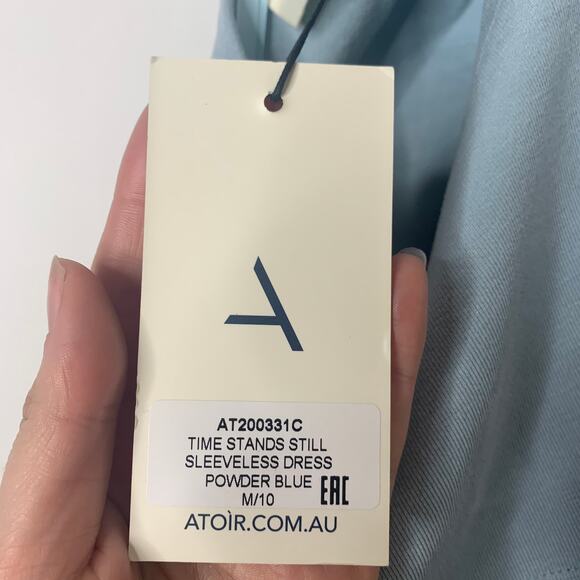 AT200331C
TIME STANDS STILL
SLEEVELESS DRESS
POWDER BLUE
M/10
EAC
ATOÌR.COM.AU